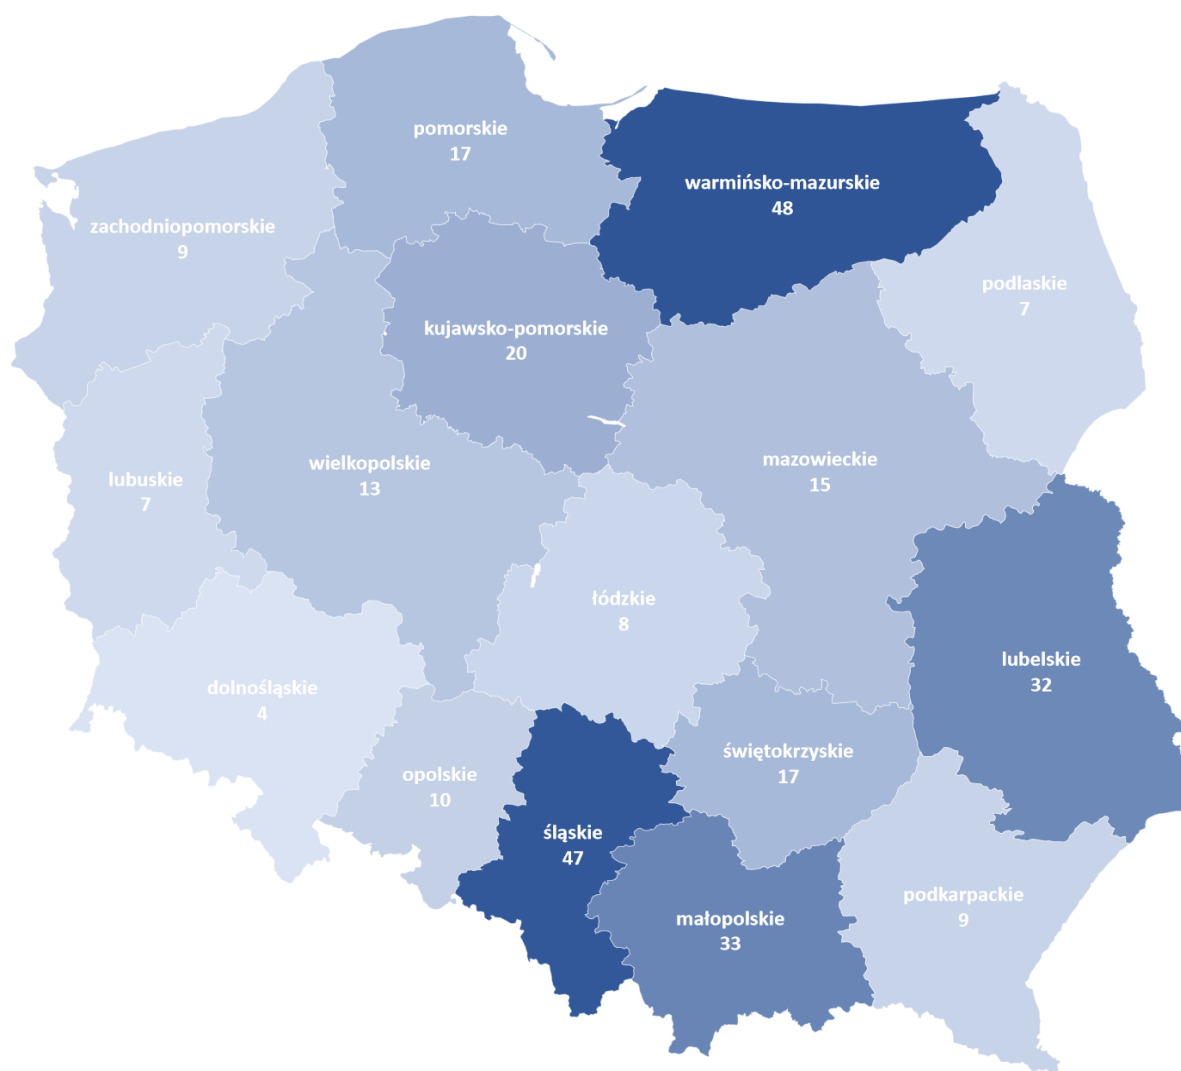 pomorskie
17
warmińsko-mazurskie
48
zachodniopomorskie
9
podlaskie
7
kujawsko-pomorskie
20
wielkopolskie
13
mazowieckie
15
lubuskie
7
łódzkie
8
lubelskie
32
dolnośląskie
4
świętokrzyskie
17
opolskie
10
śląskie
47
podkarpackie
9
małopolskie
33